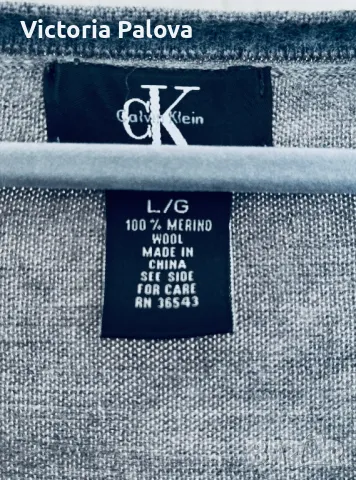 Victoria Palova
cK
Calvin Klein
L/G
100 % MERINO
WOOL
MADE IN
CHINA
SEE SIDE
FOR CARE
RN 36543